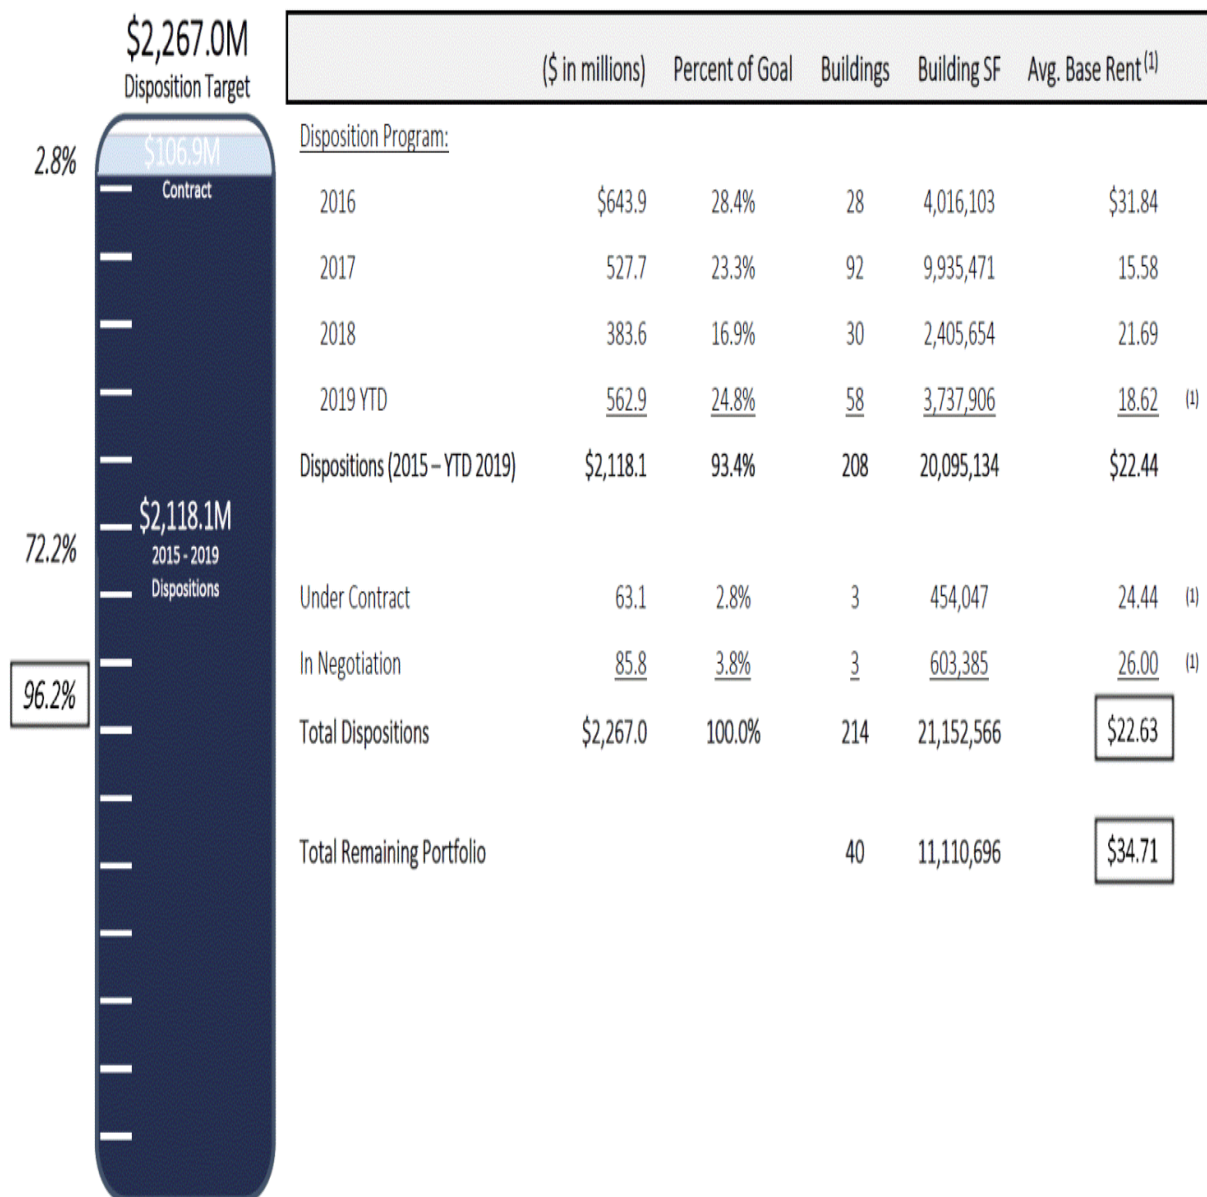 $2,267.0M
Disposition Target
2.8%
$106.9M
Contract
$2,118.1M
2015 - 2019
Dispositions
72.2%
96.2%
($ in millions) Percent of Goal Buildings Building SF Avg. Base Rent (1)
Disposition Program:
2016 $643.9 28.4% 28 4,016,103 $31.84
2017 527.7 23.3% 92 9,935,471 15.58
2018 383.6 16.9% 30 2,405,654 21.69
2019 YTD 562.9 24.8% 58 3,737,906 18.62 (1)
Dispositions (2015 – YTD 2019) $2,118.1 93.4% 208 20,095,134 $22.44
Under Contract 63.1 2.8% 3 454,047 24.44 (1)
In Negotiation 85.8 3.8% 3 603,385 26.00 (1)
Total Dispositions $2,267.0 100.0% 214 21,152,566 $22.63
Total Remaining Portfolio 40 11,110,696 $34.71